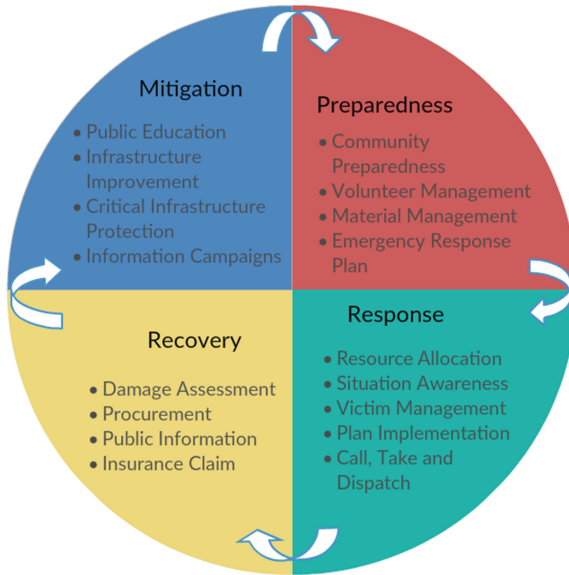 Mitigation
• Public Education
• Infrastructure
Improvement
• Critical Infrastructure
Protection
• Information Campaigns
Preparedness
• Community
Preparedness
• Volunteer Management
• Material Management
• Emergency Response
Plan
Recovery
• Damage Assessment
• Procurement
• Public Information
• Insurance Claim
Response
• Resource Allocation
• Situation Awareness
• Victim Management
• Plan Implementation
• Call, Take and
Dispatch